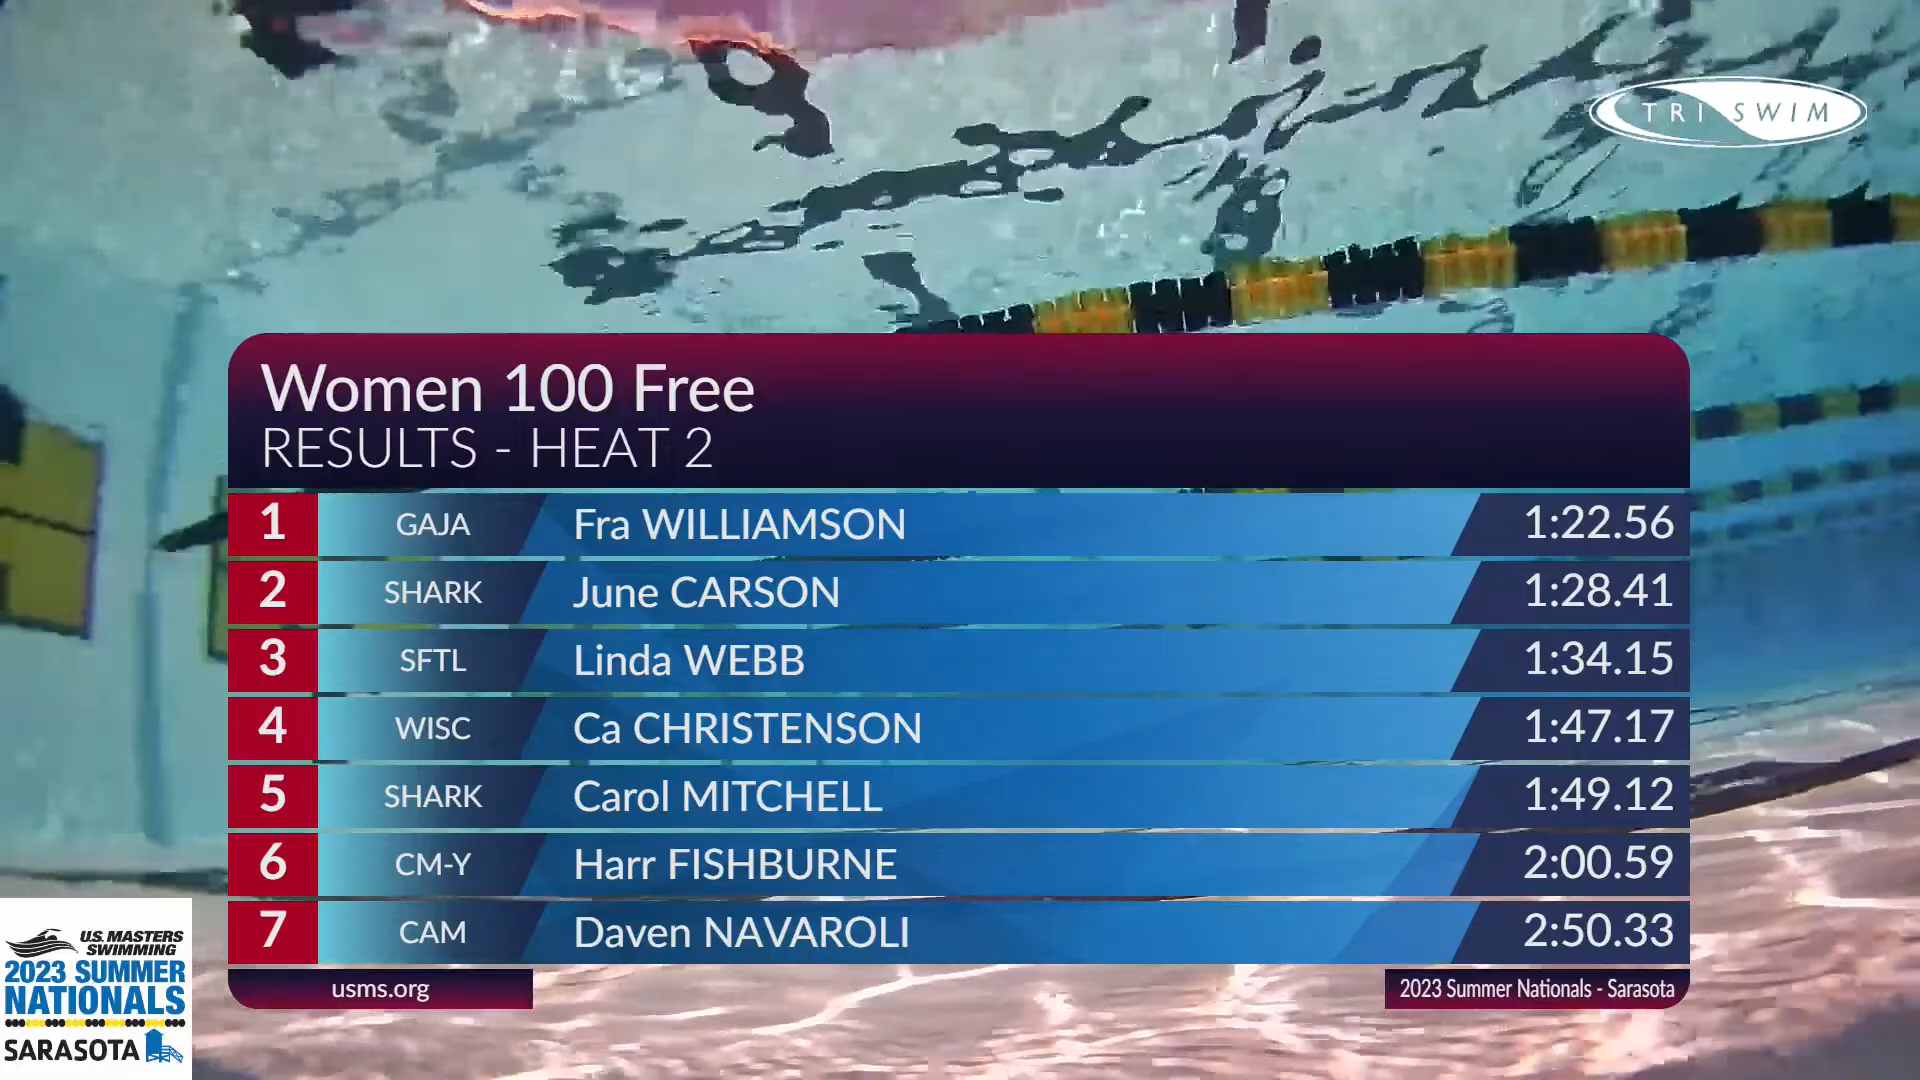 TRI SWIM
Women 100 Free
RESULTS - HEAT 2
1 GAJA Fra WILLIAMSON 1:22.56
2 SHARK June CARSON 1:28.41
3 SFTL Linda WEBB 1:34.15
4 WISC Ca CHRISTENSON 1:47.17
5 SHARK Carol MITCHELL 1:49.12
6 CM-Y Harr FISHBURNE 2:00.59
7 CAM Daven NAVAROLI 2:50.33
usms.org
2023 Summer Nationals - Sarasota
U.S. MASTERS
SWIMMING
2023 SUMMER
NATIONALS
SARASOTA